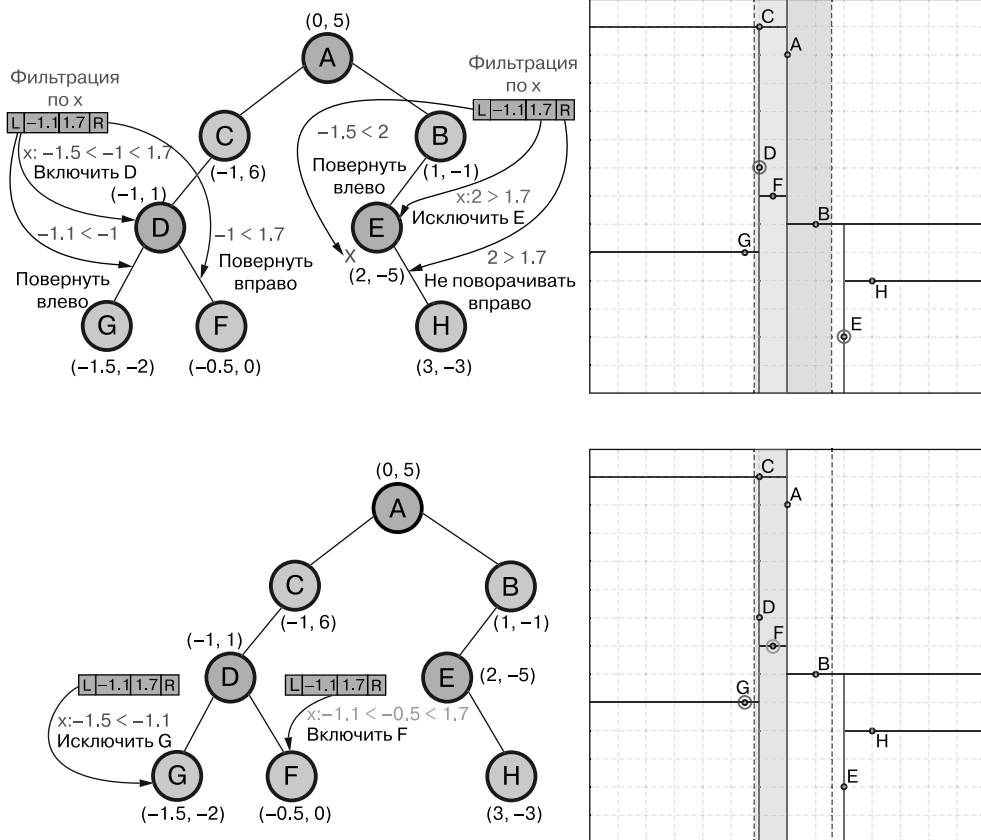 (0, 5)
A
Фильтрация
по x
L -1.1 1.7 R
x: -1.5 < -1 < 1.7
Включить D
(-1, 1)
C
(-1, 6)
D
-1.1 < -1
Повернуть
влево
-1 < 1.7
Повернуть
вправо
G
(-1.5, -2)
F
(-0.5, 0)
Фильтрация
по x
L -1.1 1.7 R
-1.5 < 2
Повернуть
влево
B
(1, -1)
x:2 > 1.7
Исключить E
E
X
(2, -5)
2 > 1.7
Не поворачивать
вправо
H
(3, -3)
C
A
D
F
B
G
H
E
(0, 5)
A
C
(-1, 6)
B
(1, -1)
(-1, 1)
D
E
(2, -5)
L -1.1 1.7 R
x:-1.5 < -1.1
Исключить G
L -1.1 1.7 R
x:-1.1 < -0.5 < 1.7
Включить F
G
(-1.5, -2)
F
(-0.5, 0)
H
(3, -3)
C
A
D
F
B
G
H
E